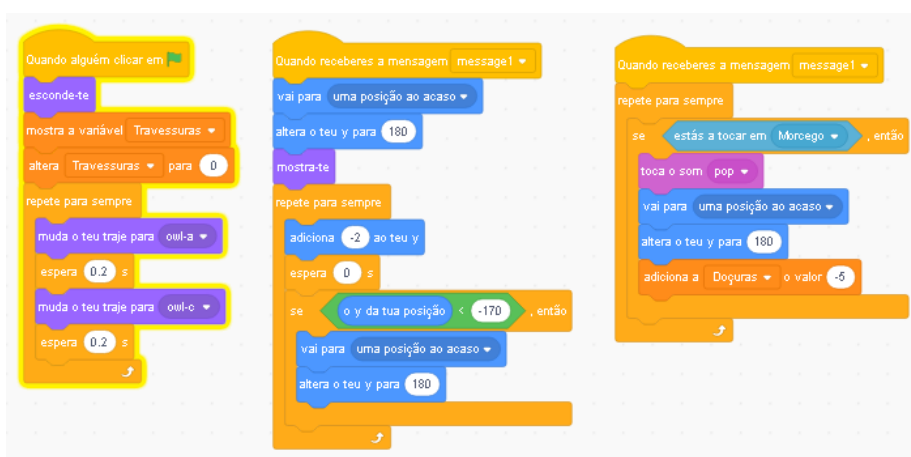 Quando alguém clicar em
esconde-te
mostra a variável Travessuras
altera Travessuras para 0
repete para sempre
muda o teu traje para owl-a
espera 0.2 s
muda o teu traje para owl-c
espera 0.2 s
Quando receberes a mensagem message1
vai para uma posição ao acaso
altera o teu y para 180
mostra-te
repete para sempre
adiciona -2 ao teu y
espera 0 s
se o y da tua posição < -170 , então
vai para uma posição ao acaso
altera o teu y para 180
Quando receberes a mensagem message1
repete para sempre
se estás a tocar em Morcego , então
toca o som pop
vai para uma posição ao acaso
altera o teu y para 180
adiciona a Doçuras o valor -5